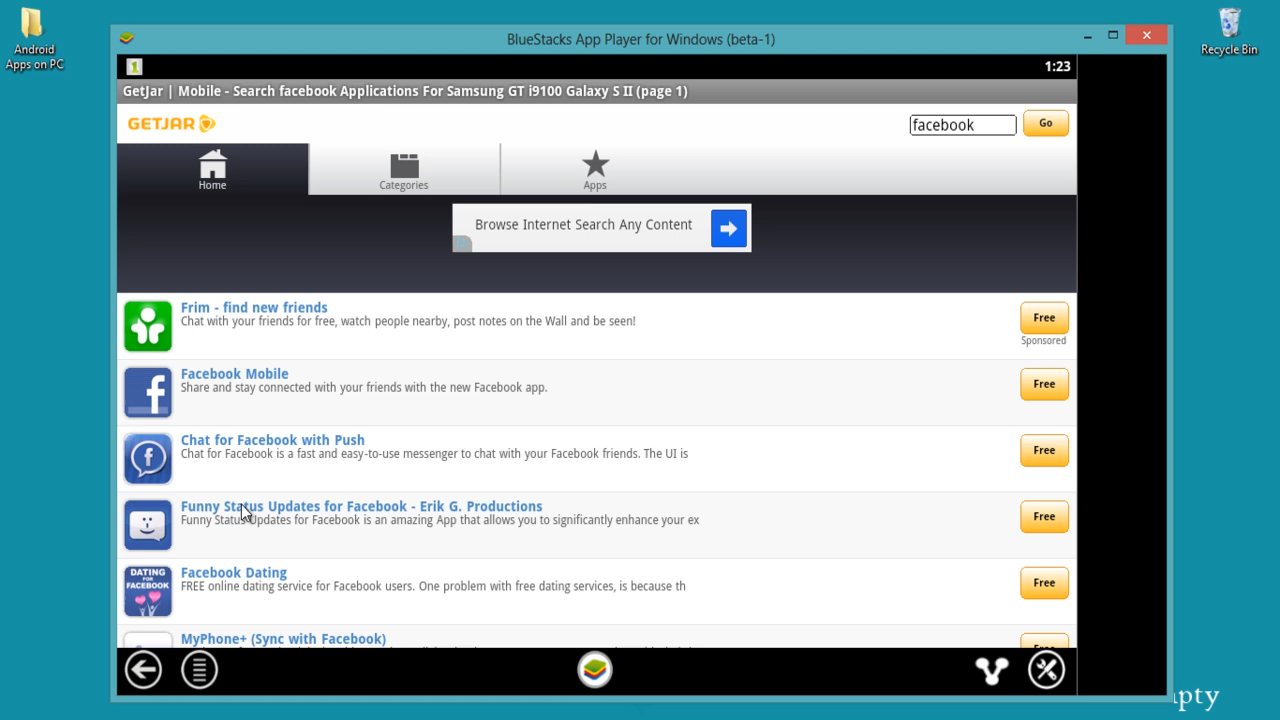 Android
Apps on PC
Recycle Bin
BlueStacks App Player for Windows (beta-1)
1
1:23
GetJar | Mobile - Search facebook Applications For Samsung GT i9100 Galaxy S II (page 1)
GETJAR
facebook
Go
Home
Categories
Apps
Browse Internet Search Any Content
Frim - find new friends
Chat with your friends for free, watch people nearby, post notes on the Wall and be seen!
Free
Sponsored
Facebook Mobile
Share and stay connected with your friends with the new Facebook app.
Free
Chat for Facebook with Push
Chat for Facebook is a fast and easy-to-use messenger to chat with your Facebook friends. The UI is
Free
Funny Status Updates for Facebook - Erik G. Productions
Funny Status Updates for Facebook is an amazing App that allows you to significantly enhance your ex
Free
DATING
FOR
FACEBOOK
Facebook Dating
FREE online dating service for Facebook users. One problem with free dating services, is because th
Free
MyPhone+ (Sync with Facebook)
pty